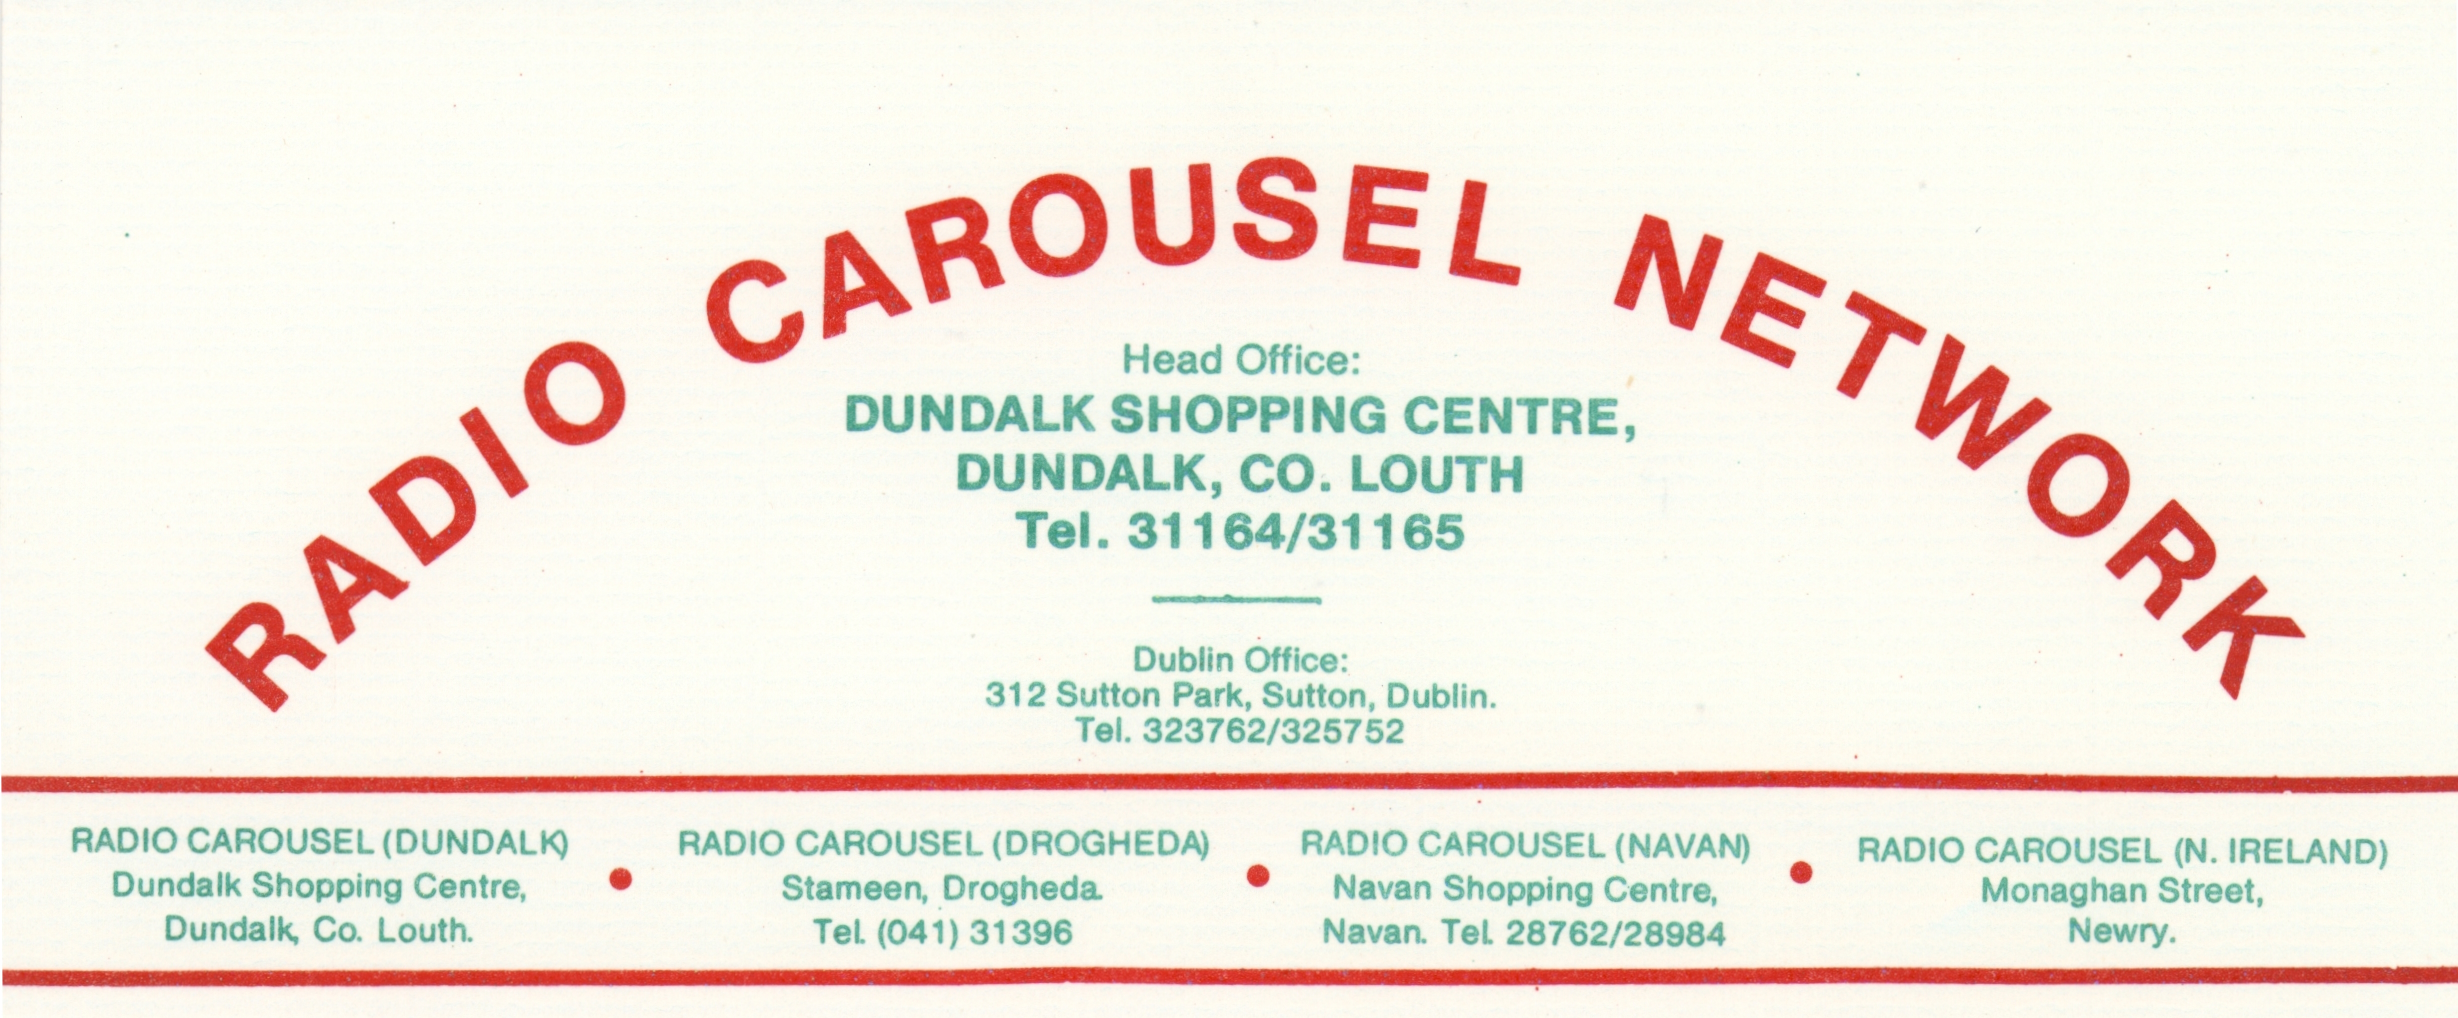 RADIO CAROUSEL NETWORK
Head Office:
DUNDALK SHOPPING CENTRE,
DUNDALK, CO. LOUTH
Tel. 31164/31165
Dublin Office:
312 Sutton Park, Sutton, Dublin.
Tel. 323762/325752
RADIO CAROUSEL (DUNDALK)
Dundalk Shopping Centre,
Dundalk, Co. Louth.
RADIO CAROUSEL (DROGHEDA)
Stameen, Drogheda.
Tel. (041) 31396
RADIO CAROUSEL (NAVAN)
Navan Shopping Centre,
Navan. Tel. 28762/28984
RADIO CAROUSEL (N. IRELAND)
Monaghan Street,
Newry.